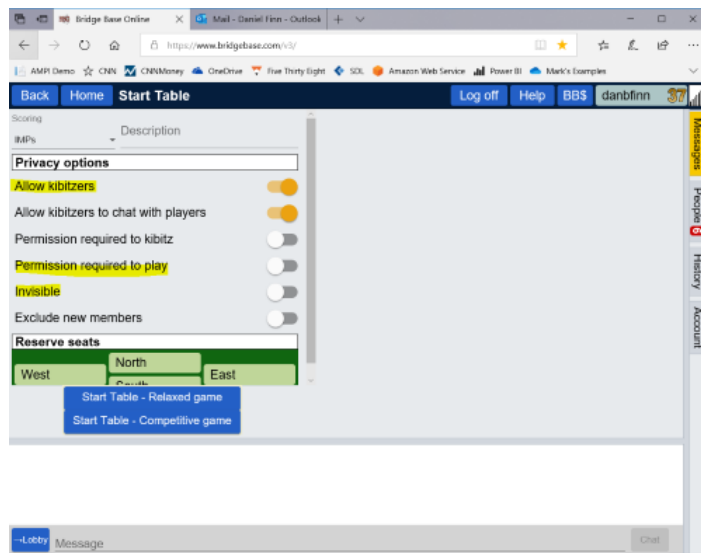 Bridge Base Online
Mail - Daniel Finn - Outlook
https://www.bridgebase.com/v3/
AMPI Demo
CNN
CNNMoney
OneDrive
Five Thirty Eight
SDL
Amazon Web Service
Power BI
Mark's Examples
Back Home Start Table Log off Help BB$ danbfinn 37
Scoring
IMPs
Description
Privacy options
Allow kibitzers
Allow kibitzers to chat with players
Permission required to kibitz
Permission required to play
Invisible
Exclude new members
Reserve seats
North
West East
South
Start Table - Relaxed game
Start Table - Competitive game
Messages
People 6
History
Account
→Lobby Message Chat